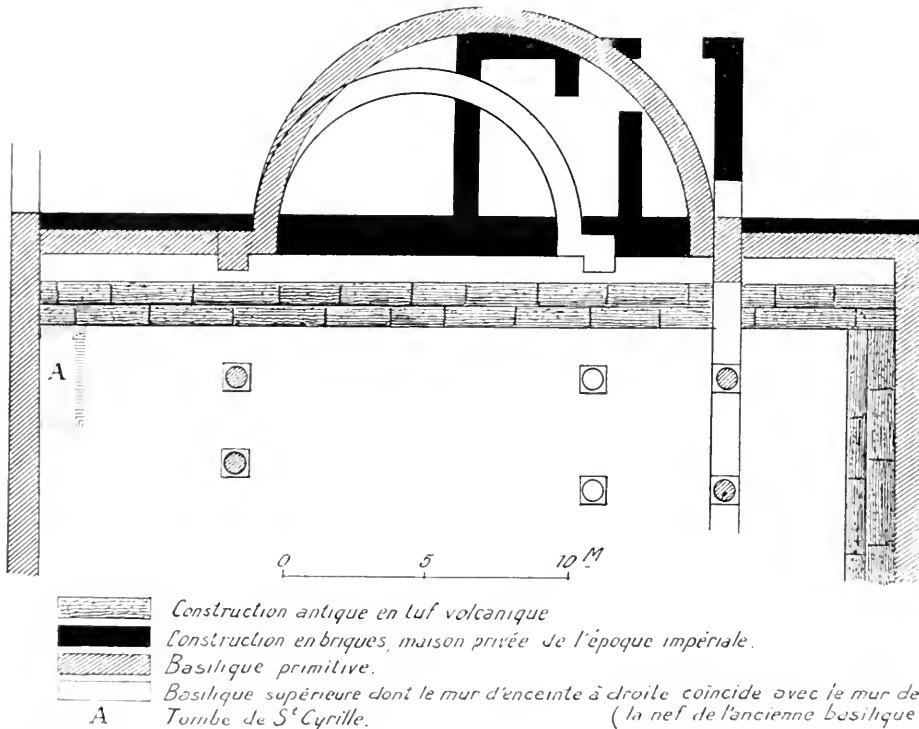 A
0 5 10 M
Construction antique en tuf volcanique
Construction en briques, maison privée de l'époque impériale.
Basilique primitive.
Basilique supérieure dont le mur d'enceinte à droite coïncide avec le mur de
A Tombe de St Cyrille. (la nef de l'ancienne basilique